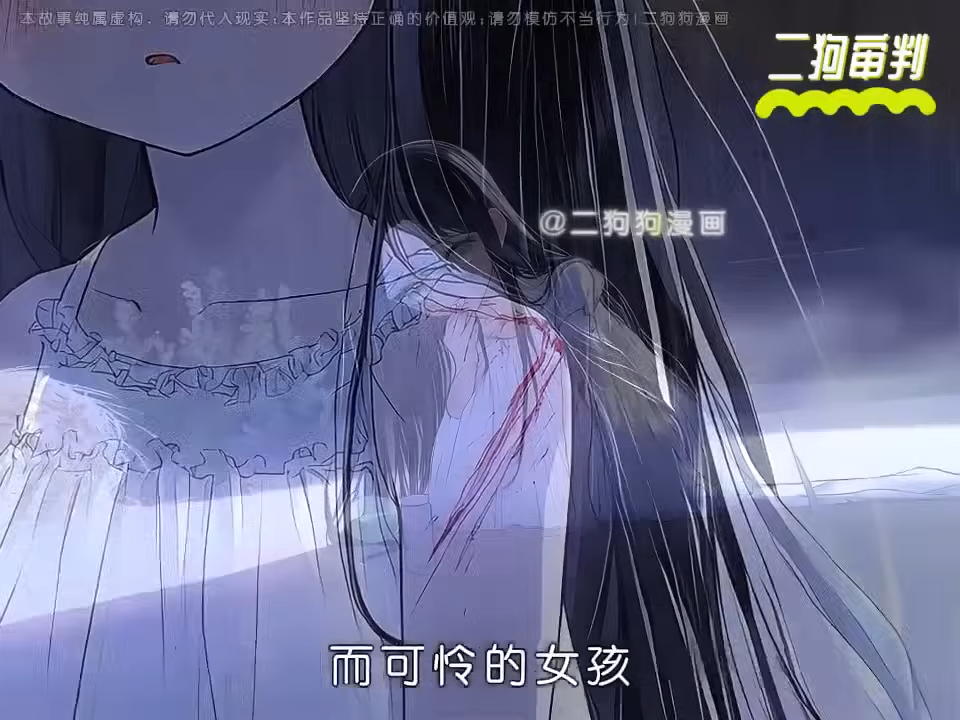 本故事纯属虚构，请勿代人现实;本作品坚持正确的价值观;请勿模仿不当行为|二狗狗漫画
二狗审判
@二狗狗漫画
而可怜的女孩